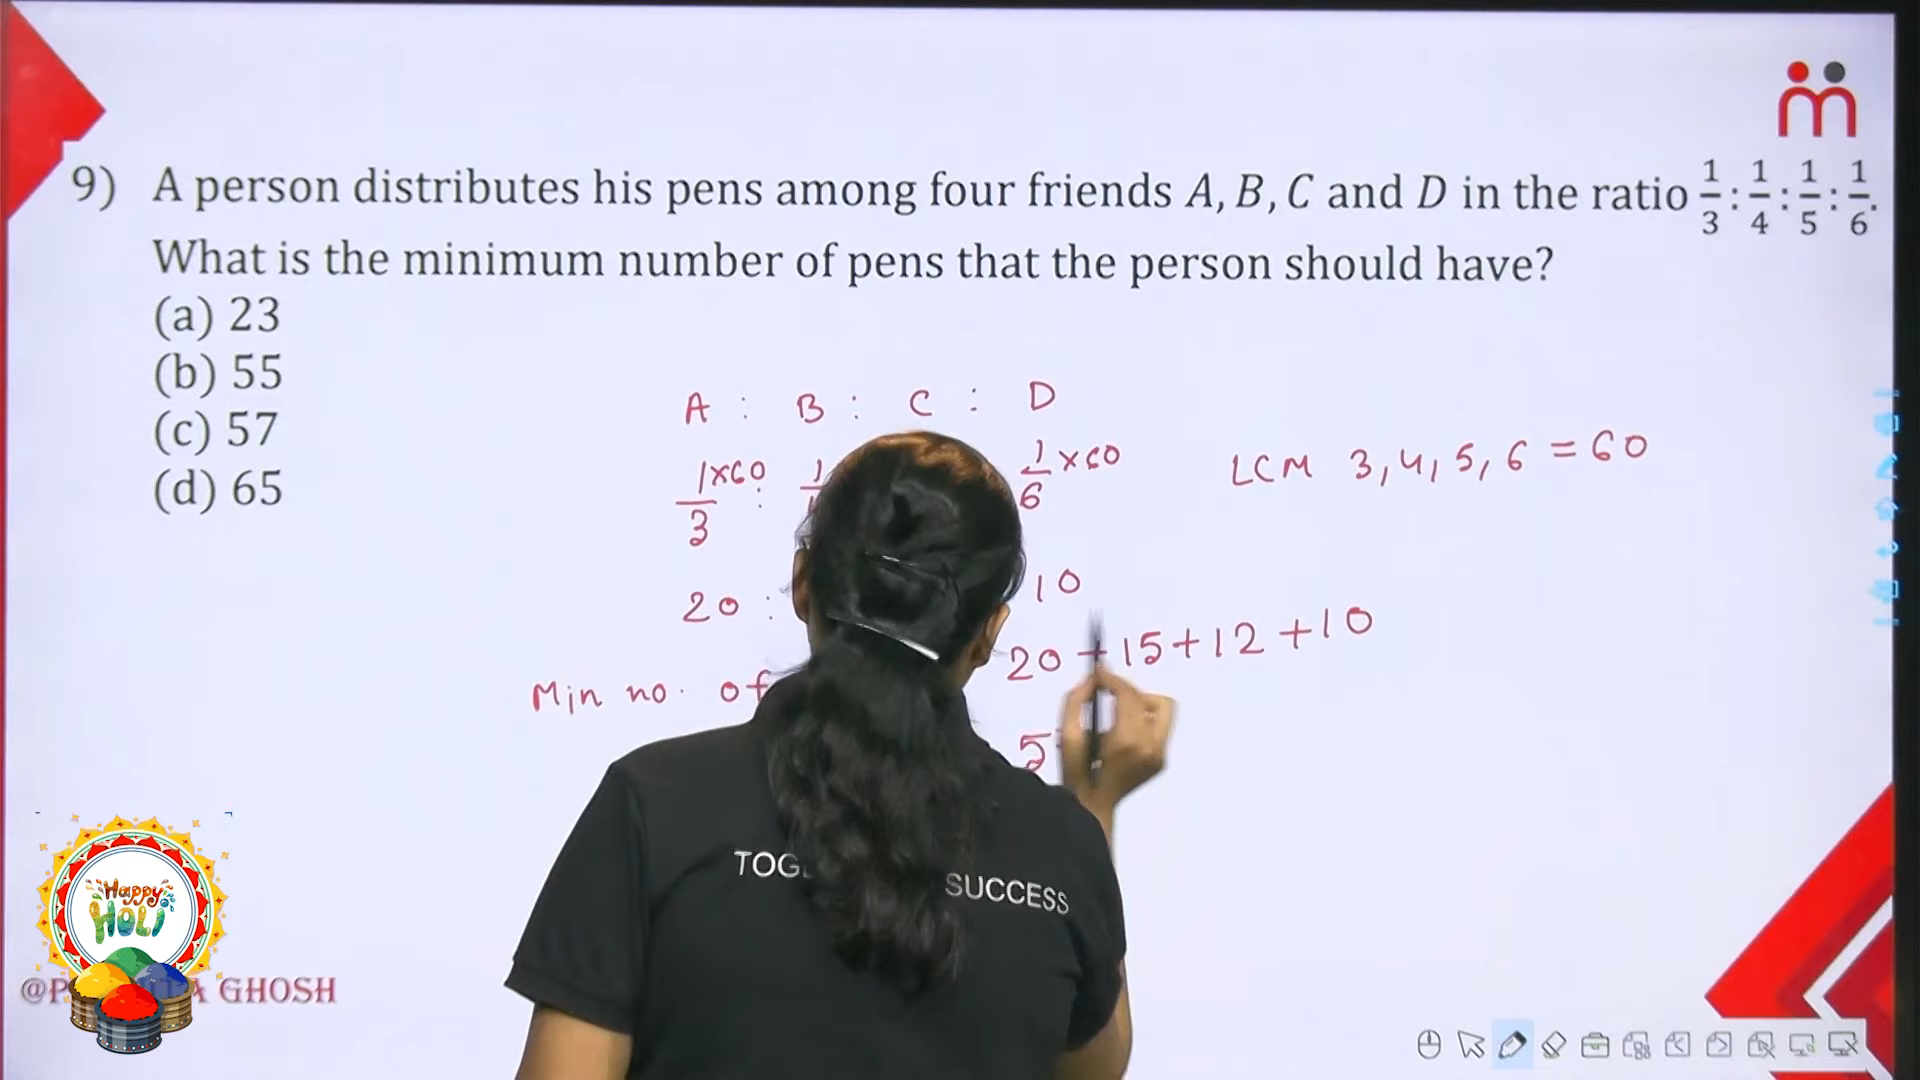 9) A person distributes his pens among four friends A, B, C and D in the ratio 1/3 : 1/4 : 1/5 : 1/6.
What is the minimum number of pens that the person should have?
(a) 23
(b) 55
(c) 57
(d) 65
A : B : C : D
1×60/3 : 1/6 ×60
LCM 3, 4, 5, 6 = 60
20 : 10
Min no. of 20 + 15 + 12 + 10
5
TOG SUCCESS
Happy
HOLI
GHOSH